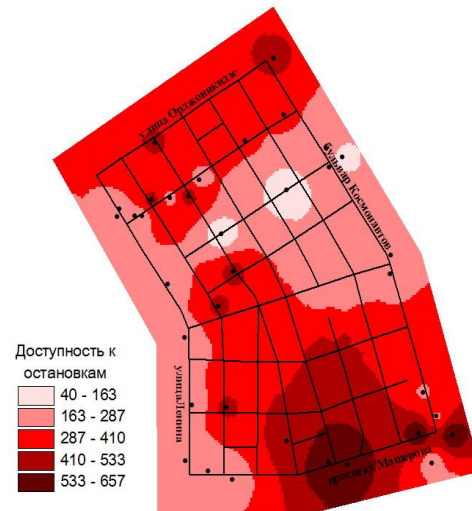 улица Орджоникидзе
бульвар Космонавтов
Доступность к
остановкам
40 - 163
163 - 287
287 - 410
410 - 533
533 - 657
улица Ленина
проспект Машерова